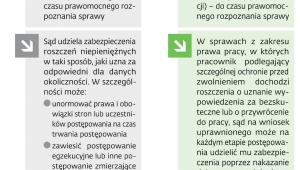 czasu prawomocnego roz-
poznania sprawy
Sąd udziela zabezpieczenia
roszczeń niepieniężnych
w taki sposób, jaki uzna za
odpowiedni dla danych
okoliczności. W szczegól-
ności może:
unormować prawa i obo-
wiązki stron lub uczestni-
ków postępowania na czas
trwania postępowania
zawiesić postępowanie
egzekucyjne lub inne po-
stępowanie zmierzające
cji) – do czasu prawomoc-
nego rozpoznania sprawy
W sprawach z zakresu
prawa pracy, w których
pracownik podlegający
szczególnej ochronie przed
zwolnieniem dochodzi
roszczenia o uznanie wy-
powiedzenia za bezsku-
teczne lub o przywrócenie
do pracy, sąd na wniosek
uprawnionego może na
każdym etapie postępowa-
nia udzielić mu zabezpie-
czenia poprzez nakazanie